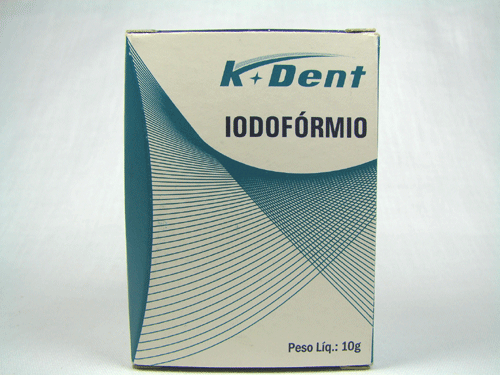 K Dent
IODOFÓRMIO
Peso Líq.: 10g